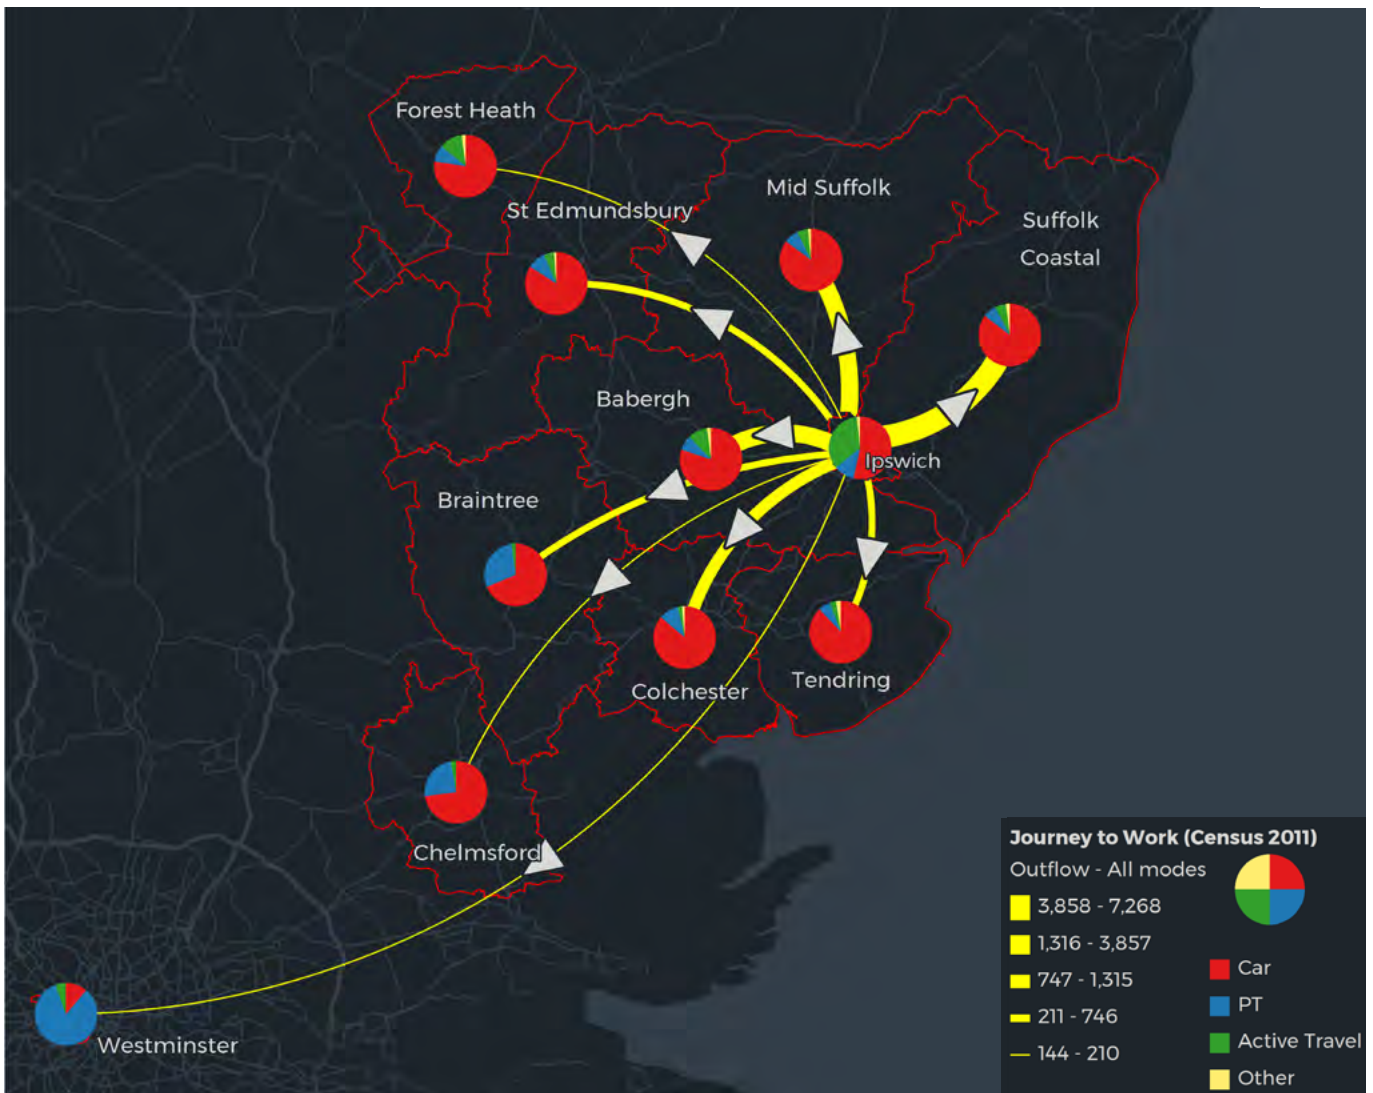 Forest Heath
Mid Suffolk
St Edmundsbury
Suffolk
Coastal
Babergh
Ipswich
Braintree
Tendring
Colchester
Chelmsford
Westminster
Journey to Work (Census 2011)
Outflow - All modes
3,858 - 7,268
1,316 - 3,857
747 - 1,315
211 - 746
144 - 210
Car
PT
Active Travel
Other